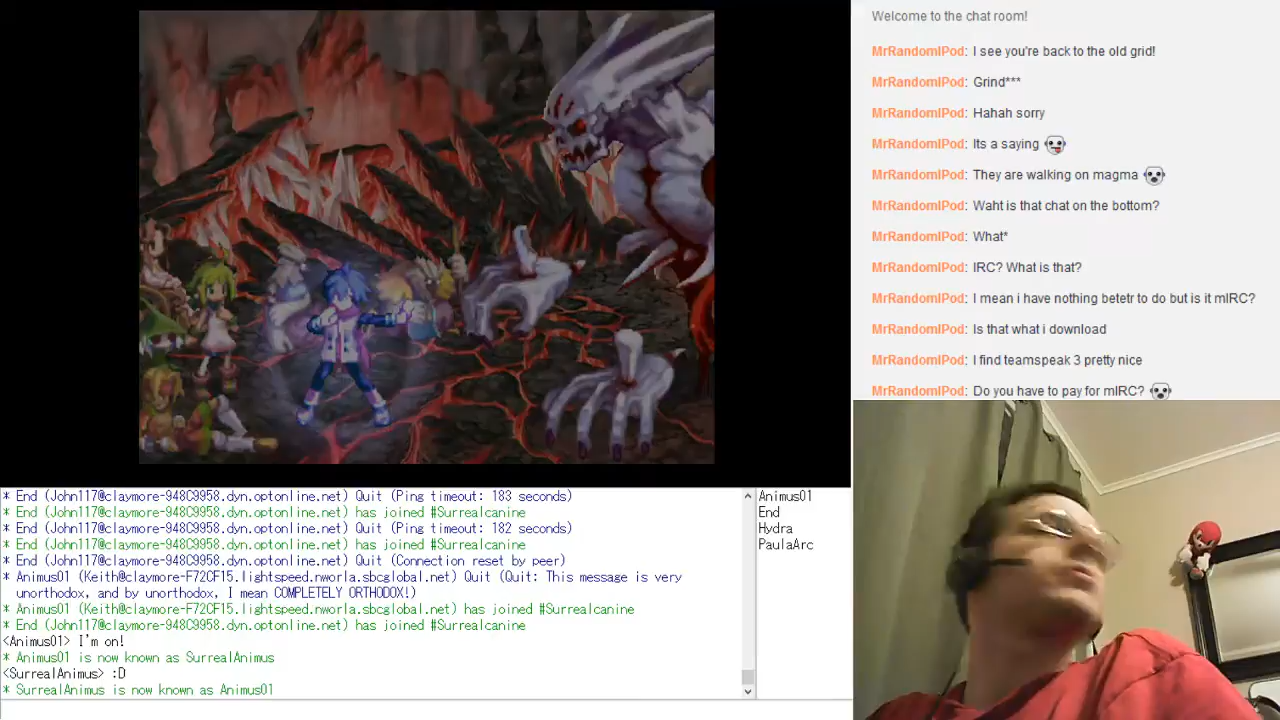 Welcome to the chat room!
MrRandomIPod: I see you're back to the old grid!
MrRandomIPod: Grind***
MrRandomIPod: Hahah sorry
MrRandomIPod: Its a saying
MrRandomIPod: They are walking on magma
MrRandomIPod: Waht is that chat on the bottom?
MrRandomIPod: What*
MrRandomIPod: IRC? What is that?
MrRandomIPod: I mean i have nothing betetr to do but is it mIRC?
MrRandomIPod: Is that what i download
MrRandomIPod: I find teamspeak 3 pretty nice
MrRandomIPod: Do you have to pay for mIRC?
* End (John117@claymore-948C9958.dyn.optonline.net) Quit (Ping timeout: 183 seconds)
* End (John117@claymore-948C9958.dyn.optonline.net) has joined #Surrealcanine
* End (John117@claymore-948C9958.dyn.optonline.net) Quit (Ping timeout: 182 seconds)
* End (John117@claymore-948C9958.dyn.optonline.net) has joined #Surrealcanine
* End (John117@claymore-948C9958.dyn.optonline.net) Quit (Connection reset by peer)
* Animus01 (Keith@claymore-F72CF15.lightspeed.nworla.sbcglobal.net) Quit (Quit: This message is very
unorthodox, and by unorthodox, I mean COMPLETELY ORTHODOX!)
* Animus01 (Keith@claymore-F72CF15.lightspeed.nworla.sbcglobal.net) has joined #Surrealcanine
* End (John117@claymore-948C9958.dyn.optonline.net) has joined #Surrealcanine
<Animus01> I'm on!
* Animus01 is now known as SurrealAnimus
<SurrealAnimus> :D
* SurrealAnimus is now known as Animus01
Animus01
End
Hydra
PaulaArc